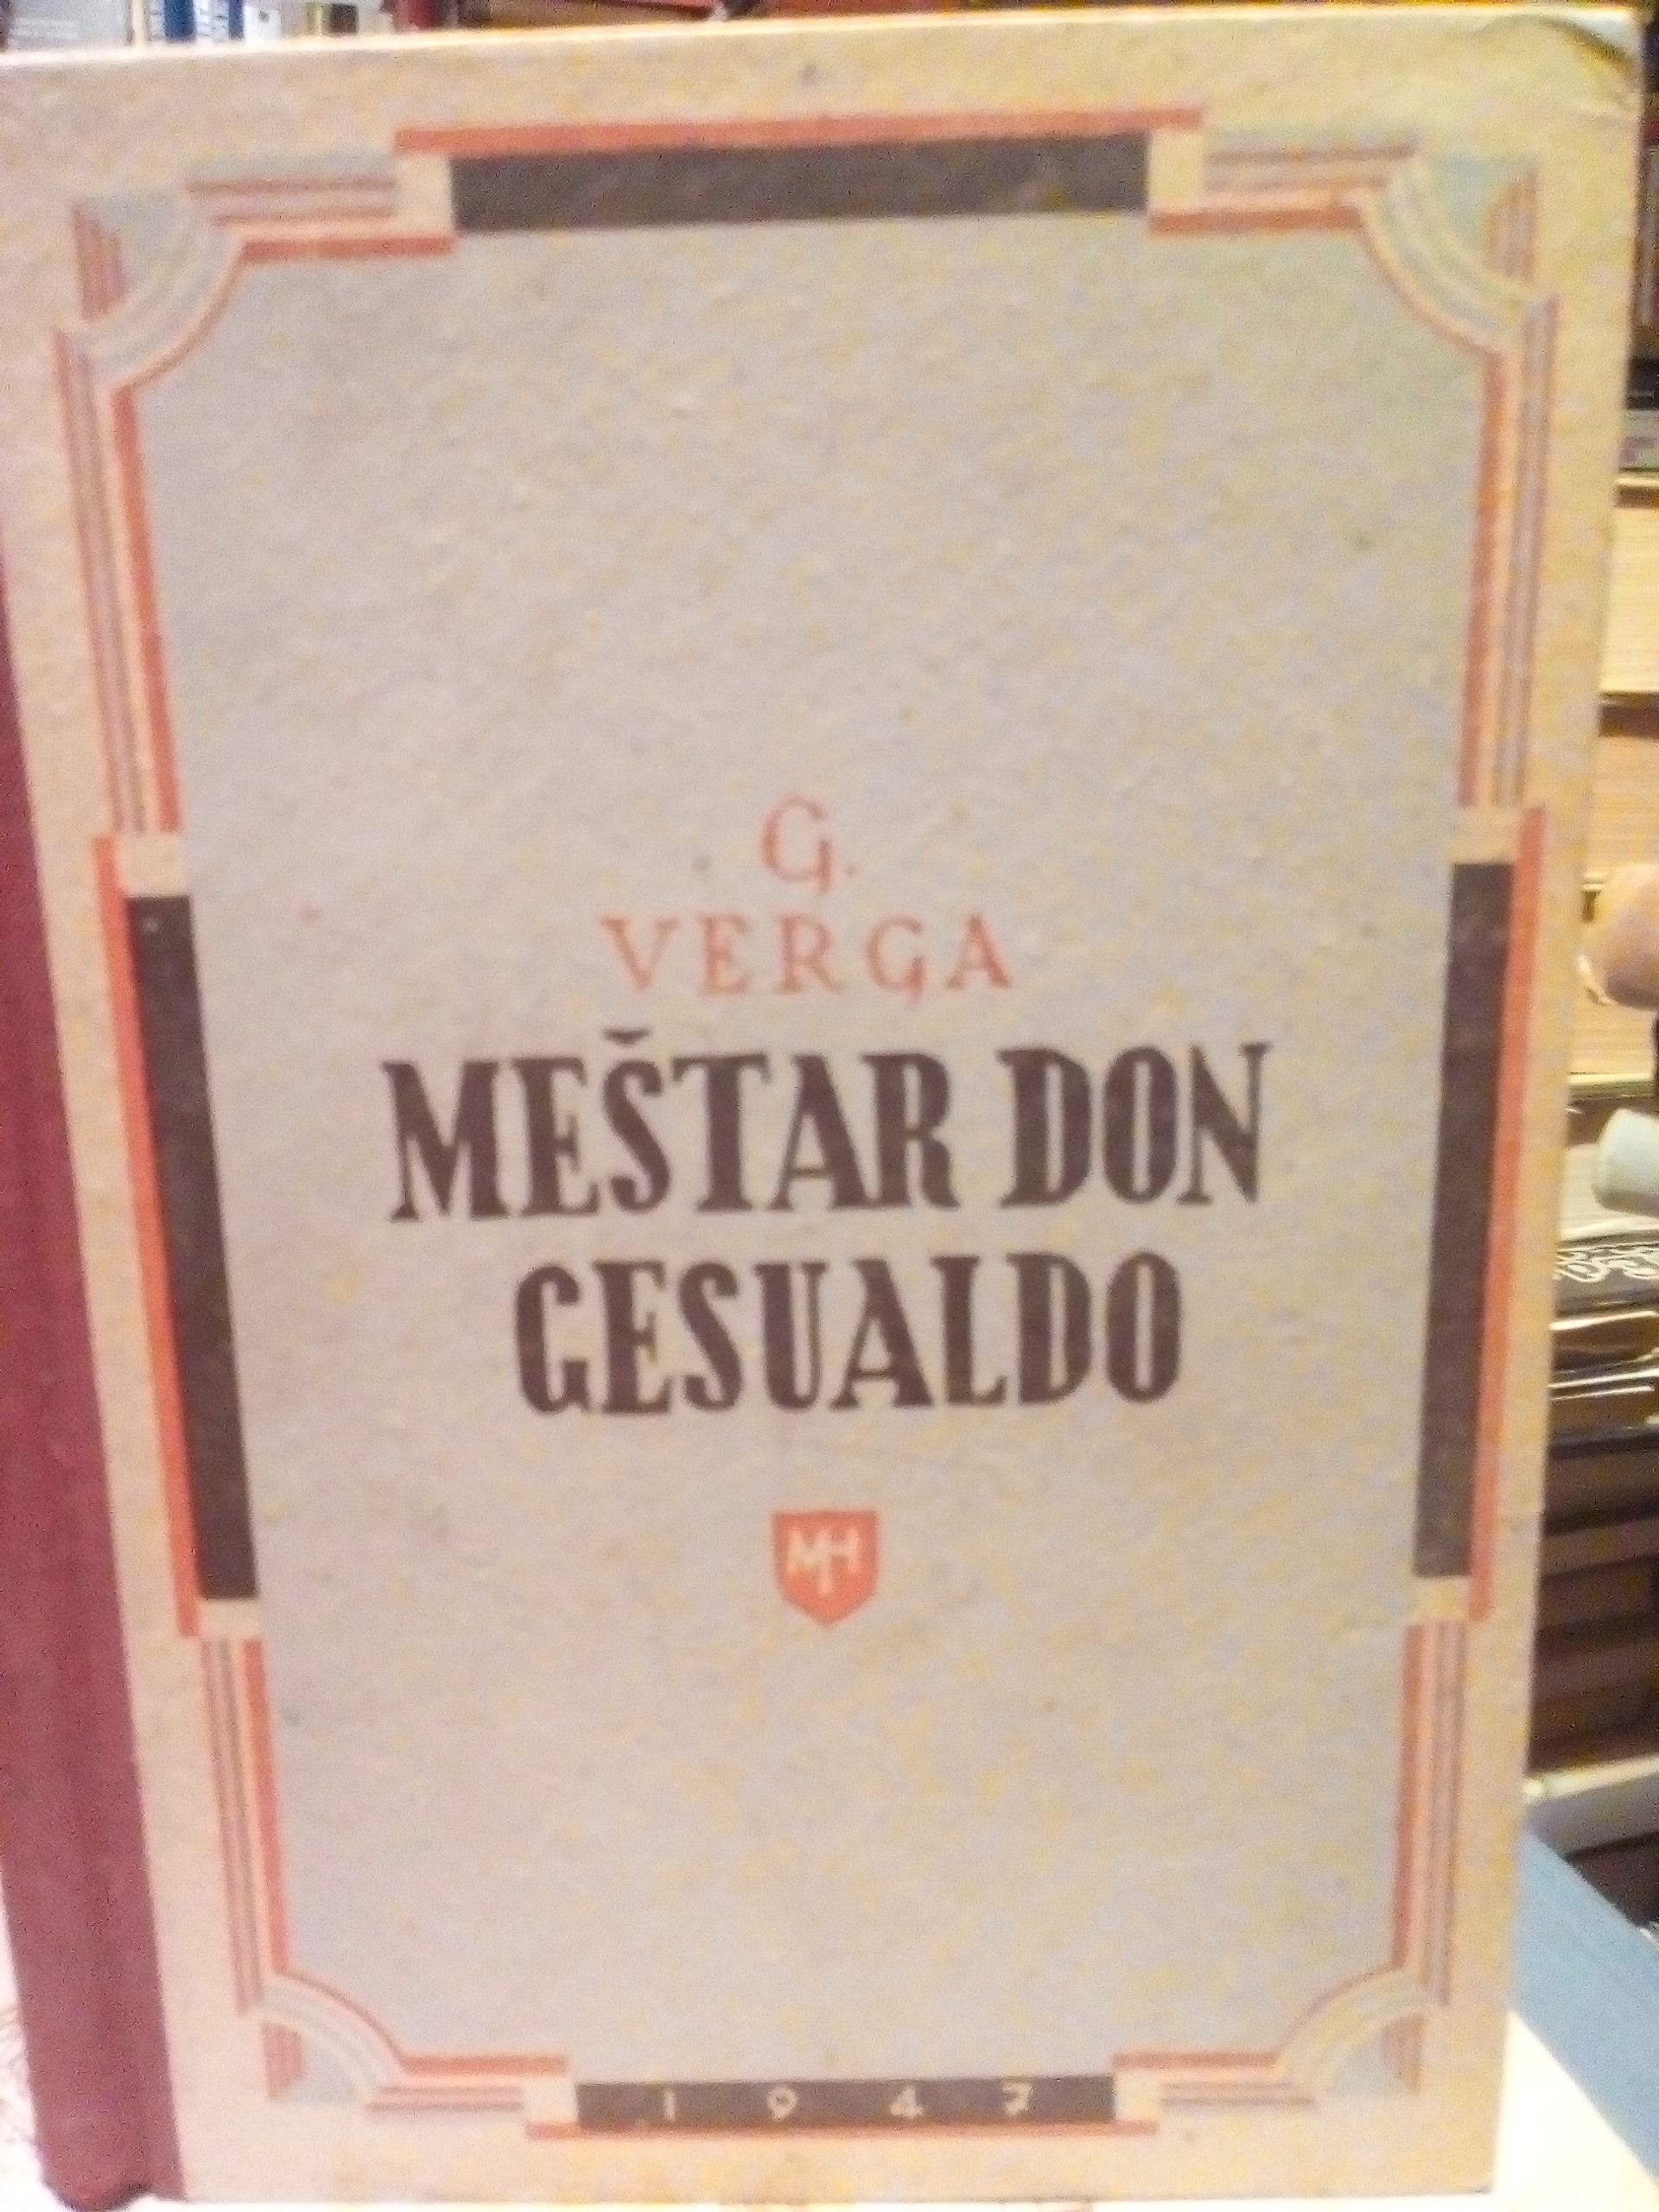 G.
VERGA
MEŠTAR DON
GESUALDO
MH
1947